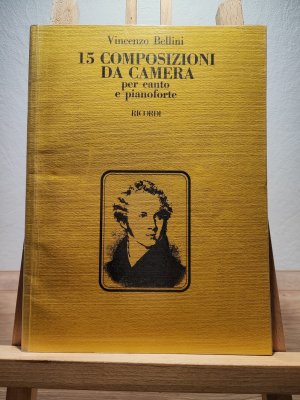 Vincenzo Bellini
15 COMPOSIZIONI
DA CAMERA
per canto
e pianoforte
RICORDI